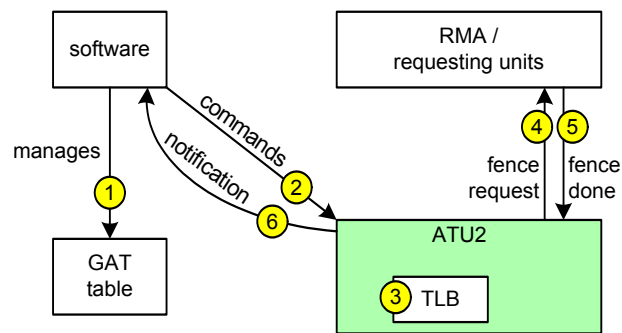 software
RMA /
requesting units
commands
notification
manages
1
2
6
4
5
fence
request
fence
done
GAT
table
ATU2
3
TLB